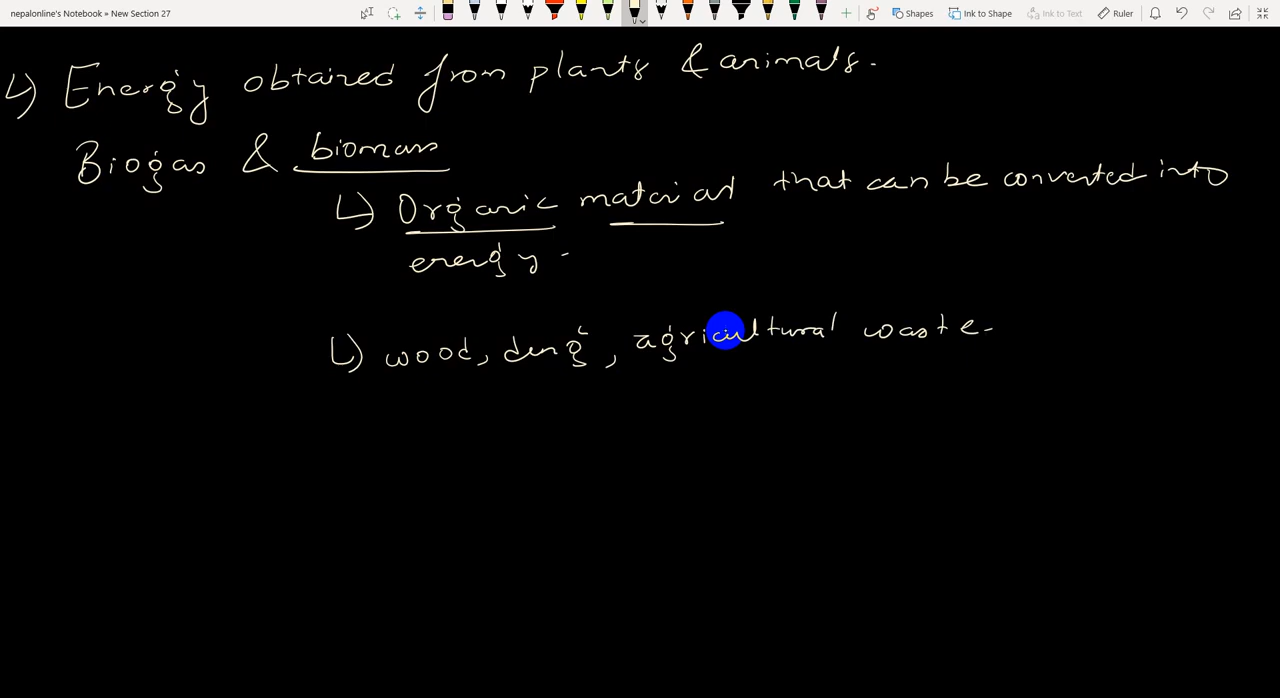 nepalonline's Notebook » New Section 27
Shapes Ink to Shape Ink to Text Ruler
↳ Energy obtained from plants & animals.
Biogas & biomass
↳ Organic material that can be converted into
energy.
↳ wood, dung, agricultural waste.